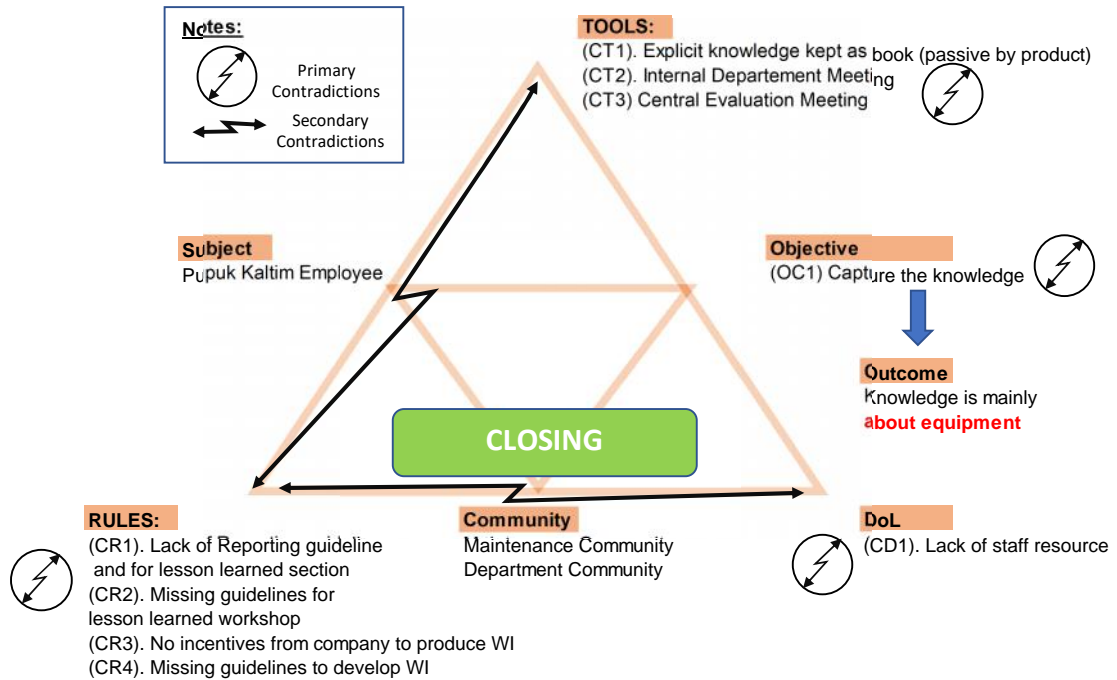 Notes:
Primary
Contradictions
Secondary
Contradictions
TOOLS:
(CT1). Explicit knowledge kept as book (passive by product)
(CT2). Internal Departement Meeting
(CT3) Central Evaluation Meeting
Subject
Pupuk Kaltim Employee
Objective
(OC1) Capture the knowledge
Outcome
Knowledge is mainly
about equipment
CLOSING
RULES:
(CR1). Lack of Reporting guideline
and for lesson learned section
(CR2). Missing guidelines for
lesson learned workshop
(CR3). No incentives from company to produce WI
(CR4). Missing guidelines to develop WI
Community
Maintenance Community
Department Community
DoL
(CD1). Lack of staff resource